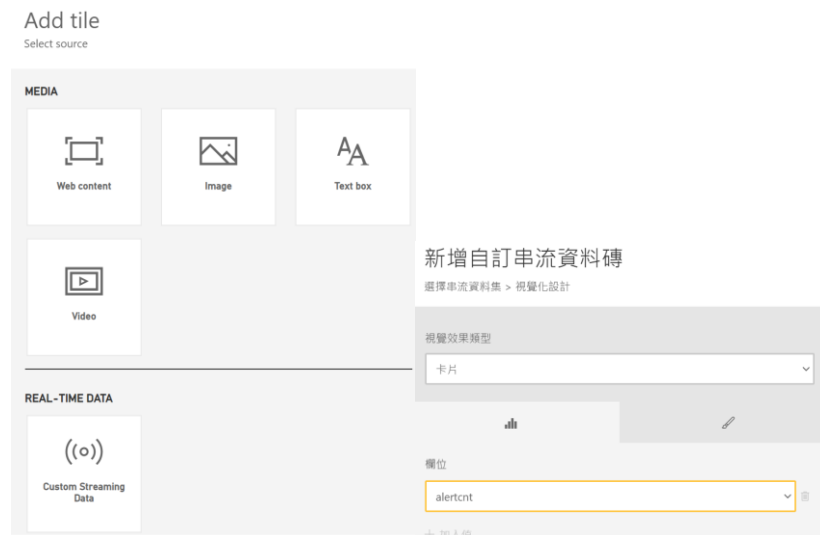 Add tile
Select source
MEDIA
Web content
Image
Text box
Video
REAL-TIME DATA
Custom Streaming
Data
新增自訂串流資料磚
選擇串流資料集 > 視覺化設計
視覺效果類型
卡片
欄位
alertcnt